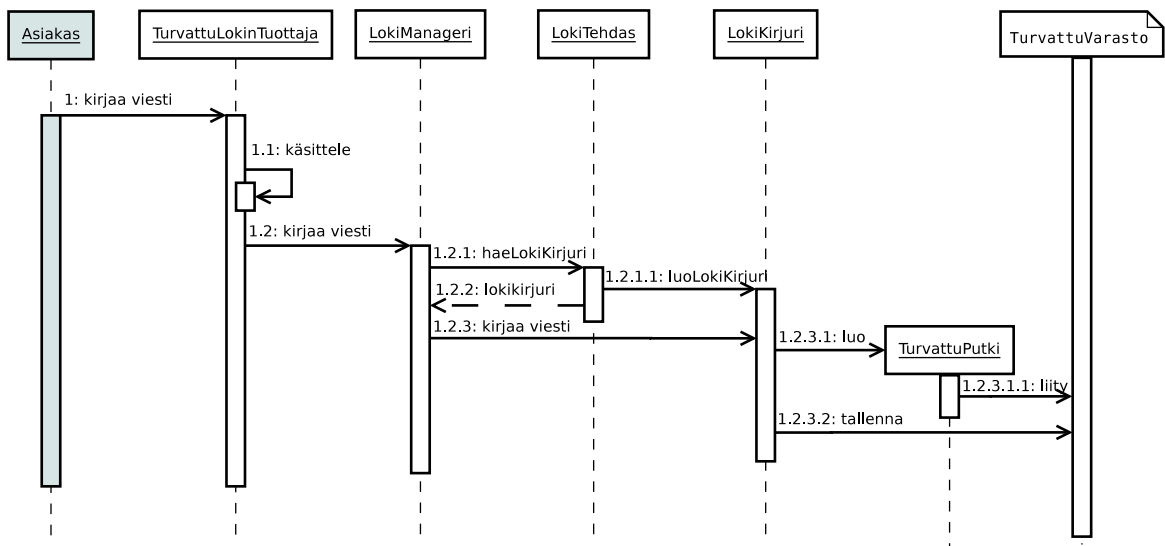 Asiakas
TurvattuLokinTuottaja
LokiManageri
LokiTehdas
LokiKirjuri
TurvattuVarasto
1: kirjaa viesti
1.1: käsittele
1.2: kirjaa viesti
1.2.1: haeLokiKirjuri
1.2.1.1: luoLokiKirjuri
1.2.2: lokikirjuri
1.2.3: kirjaa viesti
1.2.3.1: luo
TurvattuPutki
1.2.3.1.1: liity
1.2.3.2: tallenna